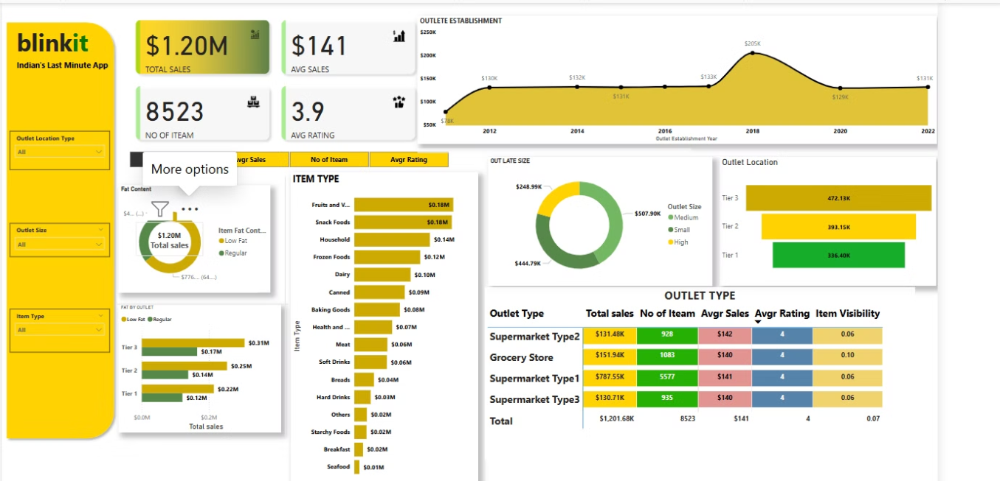 blinkit
Indian's Last Minute App
Outlet Location Type
All
Outlet Size
All
Item Type
All
$1.20M
TOTAL SALES
$141
AVG SALES
8523
NO OF ITEAM
3.9
AVG RATING
OUTLETE ESTABLISHMENT
$250K
$200K
$150K
$100K
$50K
$78K
$130K
$132K
$131K
$133K
$205K
$129K
$131K
2012
2014
2016
2018
2020
2022
Outlet Establishment Year
Avgr Sales
No of Iteam
Avgr Rating
More options
Fat Content
$4... (...)
$1.20M
Total sales
$776.... (64....)
Item Fat Cont...
Low Fat
Regular
FAT BY OUTLET
Low Fat Regular
Tier 3
$0.31M
$0.17M
Tier 2
$0.25M
$0.14M
Tier 1
$0.22M
$0.12M
$0.0M
$0.2M
Total sales
ITEM TYPE
Item Type
Fruits and V... $0.18M
Snack Foods $0.18M
Household $0.14M
Frozen Foods $0.12M
Dairy $0.10M
Canned $0.09M
Baking Goods $0.08M
Health and ... $0.07M
Meat $0.06M
Soft Drinks $0.06M
Breads $0.04M
Hard Drinks $0.03M
Others $0.02M
Starchy Foods $0.02M
Breakfast $0.02M
Seafood $0.01M
OUT LATE SIZE
$248.99K
$507.90K
$444.79K
Outlet Size
Medium
Small
High
Outlet Location
Tier 3 472.13K
Tier 2 393.15K
Tier 1 336.40K
OUTLET TYPE
Outlet Type Total sales No of Iteam Avgr Sales Avgr Rating Item Visibility
Supermarket Type2 $131.48K 928 $142 4 0.06
Grocery Store $151.94K 1083 $140 4 0.10
Supermarket Type1 $787.55K 5577 $141 4 0.06
Supermarket Type3 $130.71K 935 $140 4 0.06
Total $1,201.68K 8523 $141 4 0.07